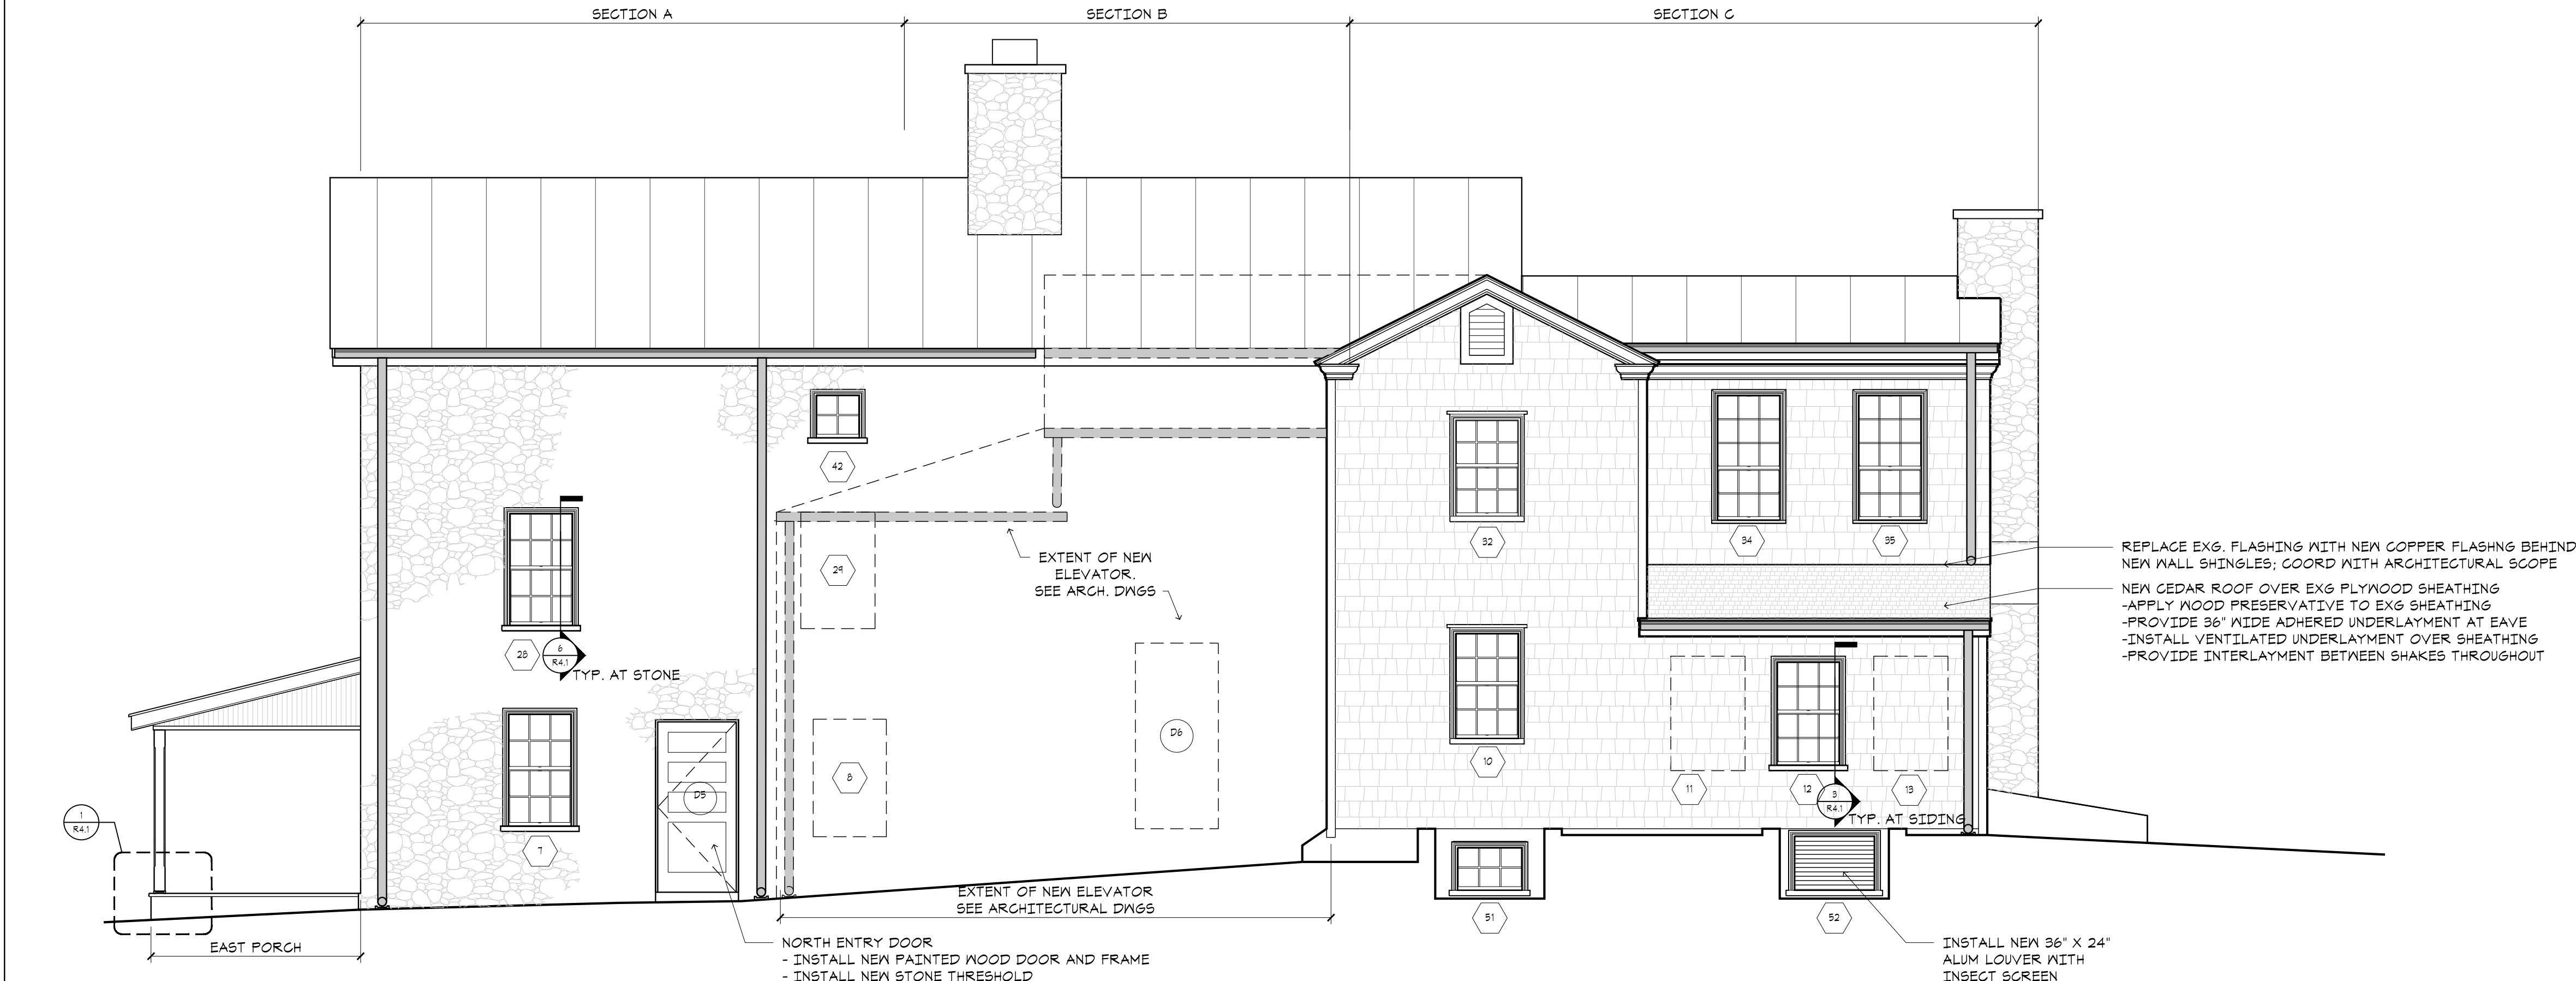 SECTION A
SECTION B
SECTION C
42
29
32
34
35
EXTENT OF NEW
ELEVATOR.
SEE ARCH. DWGS
REPLACE EXG. FLASHING WITH NEW COPPER FLASHNG BEHIND
NEW WALL SHINGLES; COORD WITH ARCHITECTURAL SCOPE
NEW CEDAR ROOF OVER EXG PLYWOOD SHEATHING
-APPLY WOOD PRESERVATIVE TO EXG SHEATHING
-PROVIDE 36" WIDE ADHERED UNDERLAYMENT AT EAVE
-INSTALL VENTILATED UNDERLAYMENT OVER SHEATHING
-PROVIDE INTERLAYMENT BETWEEN SHAKES THROUGHOUT
28
6
R4.1
TYP. AT STONE
D6
8
10
11
12
13
D5
3
R4.1
TYP. AT SIDING
1
R4.1
7
EXTENT OF NEW ELEVATOR
SEE ARCHITECTURAL DWGS
51
52
EAST PORCH
NORTH ENTRY DOOR
- INSTALL NEW PAINTED WOOD DOOR AND FRAME
- INSTALL NEW STONE THRESHOLD
INSTALL NEW 36" X 24"
ALUM LOUVER WITH
INSECT SCREEN